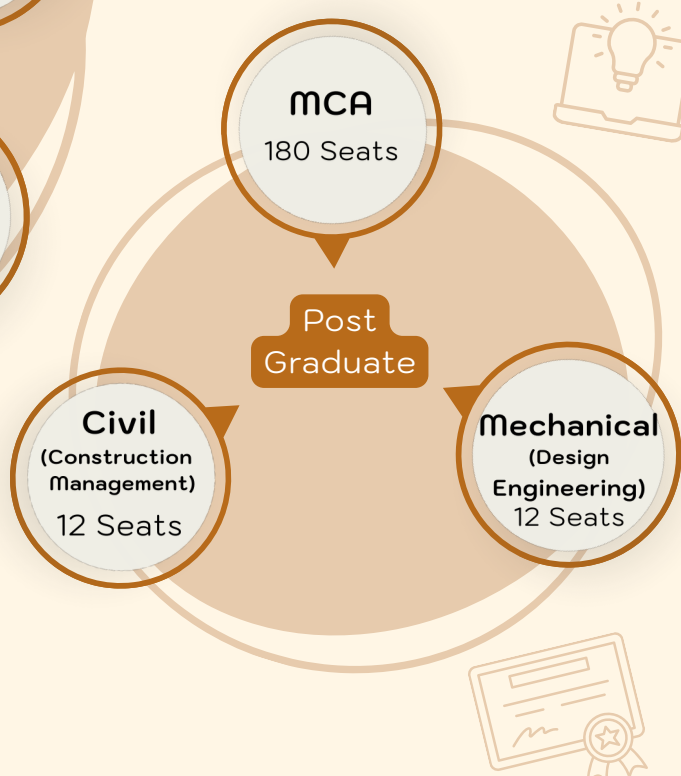 MCA
180 Seats
Post
Graduate
Civil
(Construction
Management)
12 Seats
Mechanical
(Design
Engineering)
12 Seats